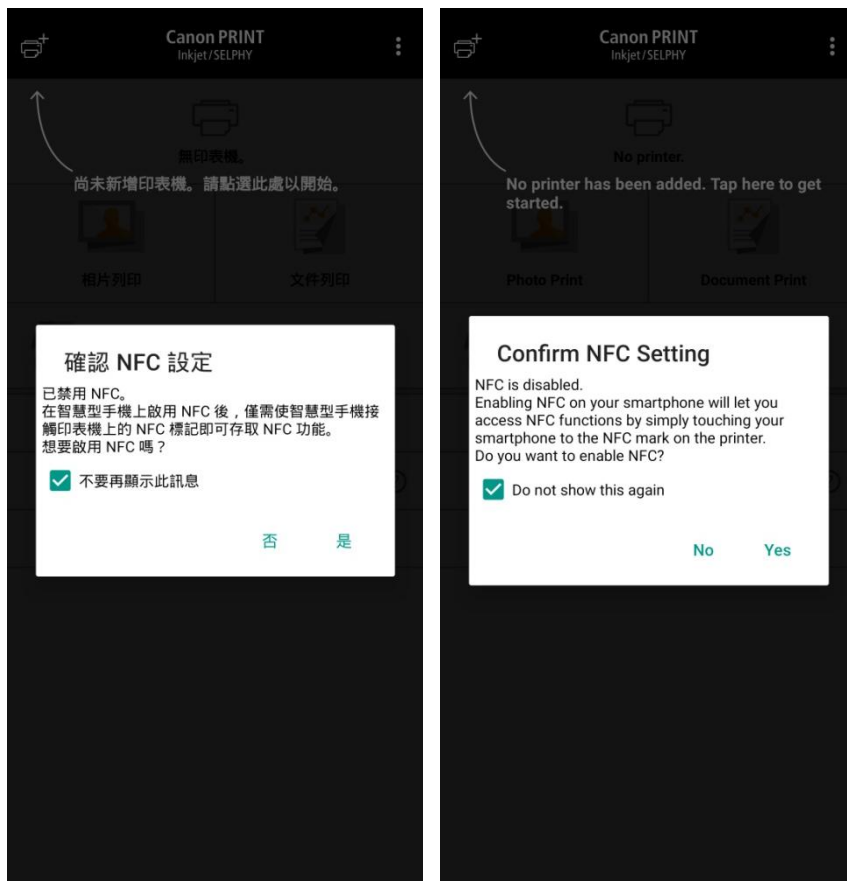 Canon PRINT
Inkjet/SELPHY
無印表機。
尚未新增印表機。請點選此處以開始。
相片列印
文件列印
確認 NFC 設定
已禁用 NFC。
在智慧型手機上啟用 NFC 後，僅需使智慧型手機接
觸印表機上的 NFC 標記即可存取 NFC 功能。
想要啟用 NFC 嗎？
不要再顯示此訊息
否
是
Canon PRINT
Inkjet/SELPHY
No printer.
No printer has been added. Tap here to get
started.
Photo Print
Document Print
Confirm NFC Setting
NFC is disabled.
Enabling NFC on your smartphone will let you
access NFC functions by simply touching your
smartphone to the NFC mark on the printer.
Do you want to enable NFC?
Do not show this again
No
Yes